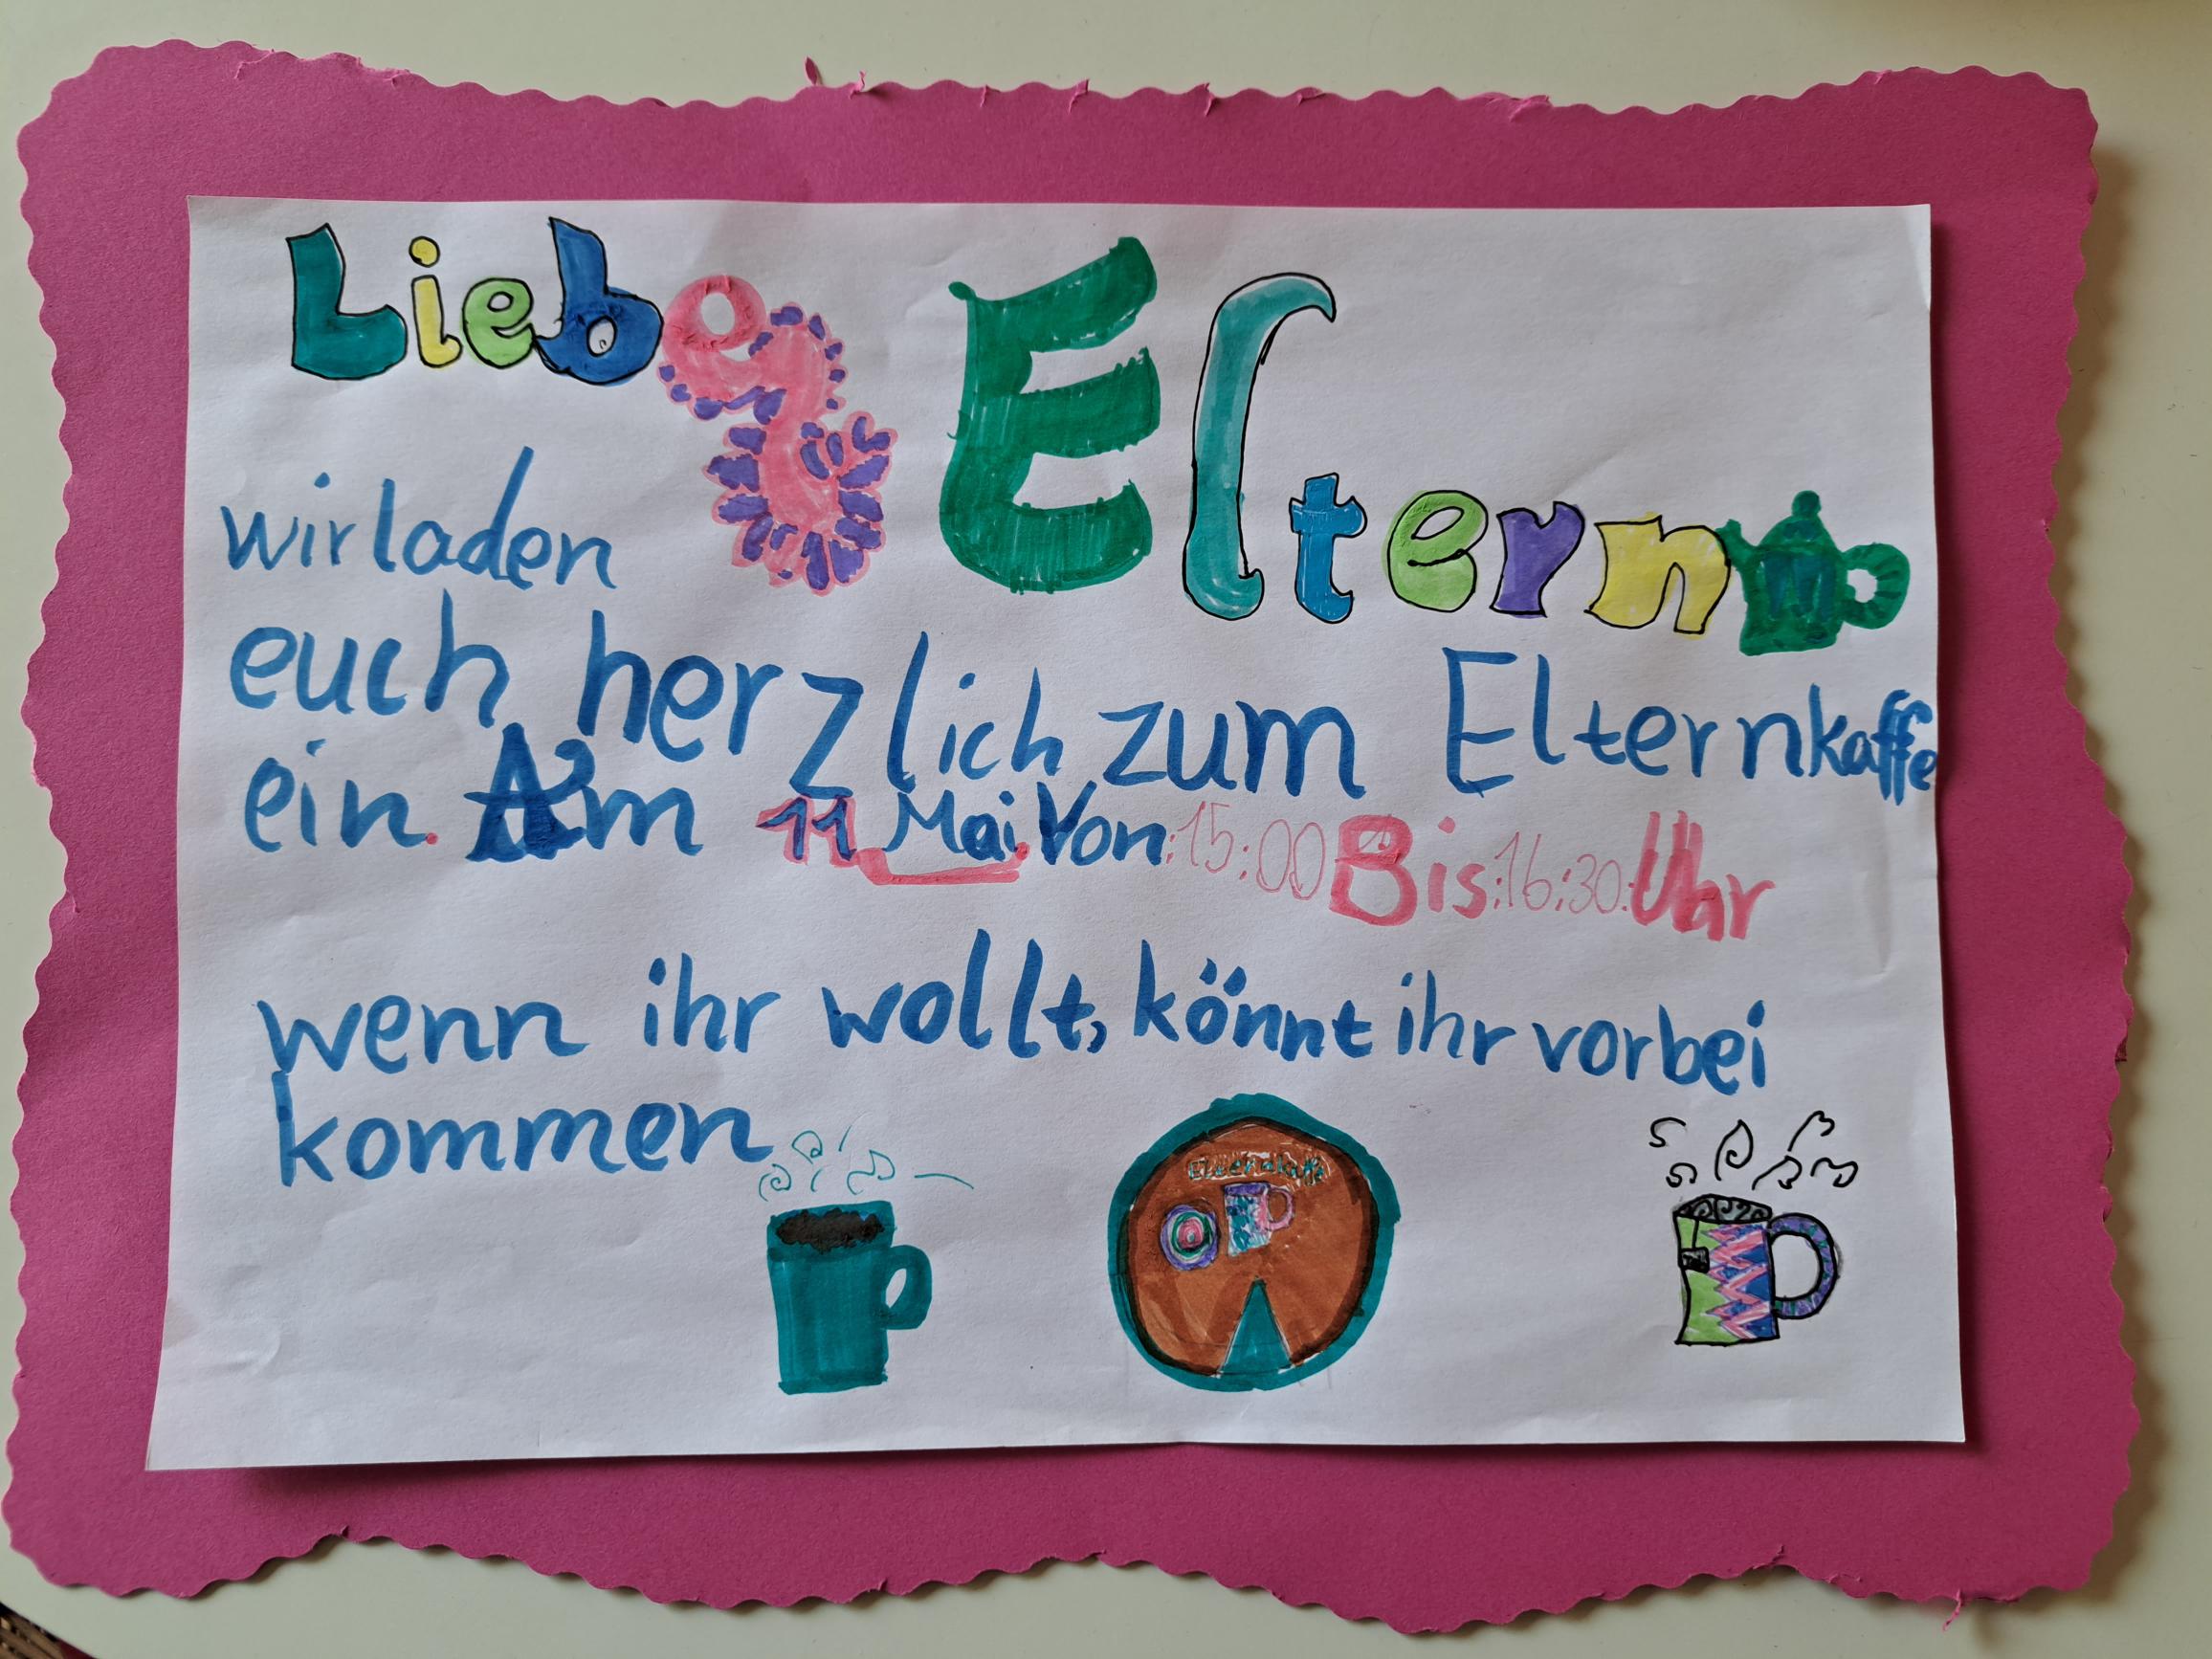 Liebe Eltern
wir laden
euch herzlich zum Elternkaffe
ein. Am 11 Mai. Von:15:00 Bis:16:30:Uhr
wenn ihr wollt, könnt ihr vorbei
kommen
Elternkaffe